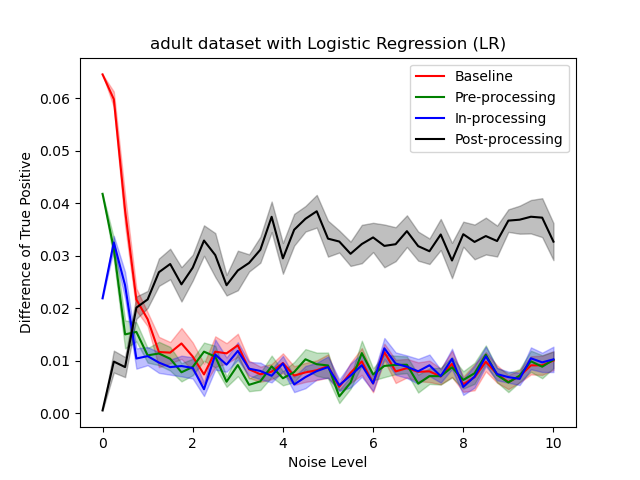 adult dataset with Logistic Regression (LR)
Baseline
Pre-processing
In-processing
Post-processing
Difference of True Positive
0.06
0.05
0.04
0.03
0.02
0.01
0.00
0 2 4 6 8 10
Noise Level